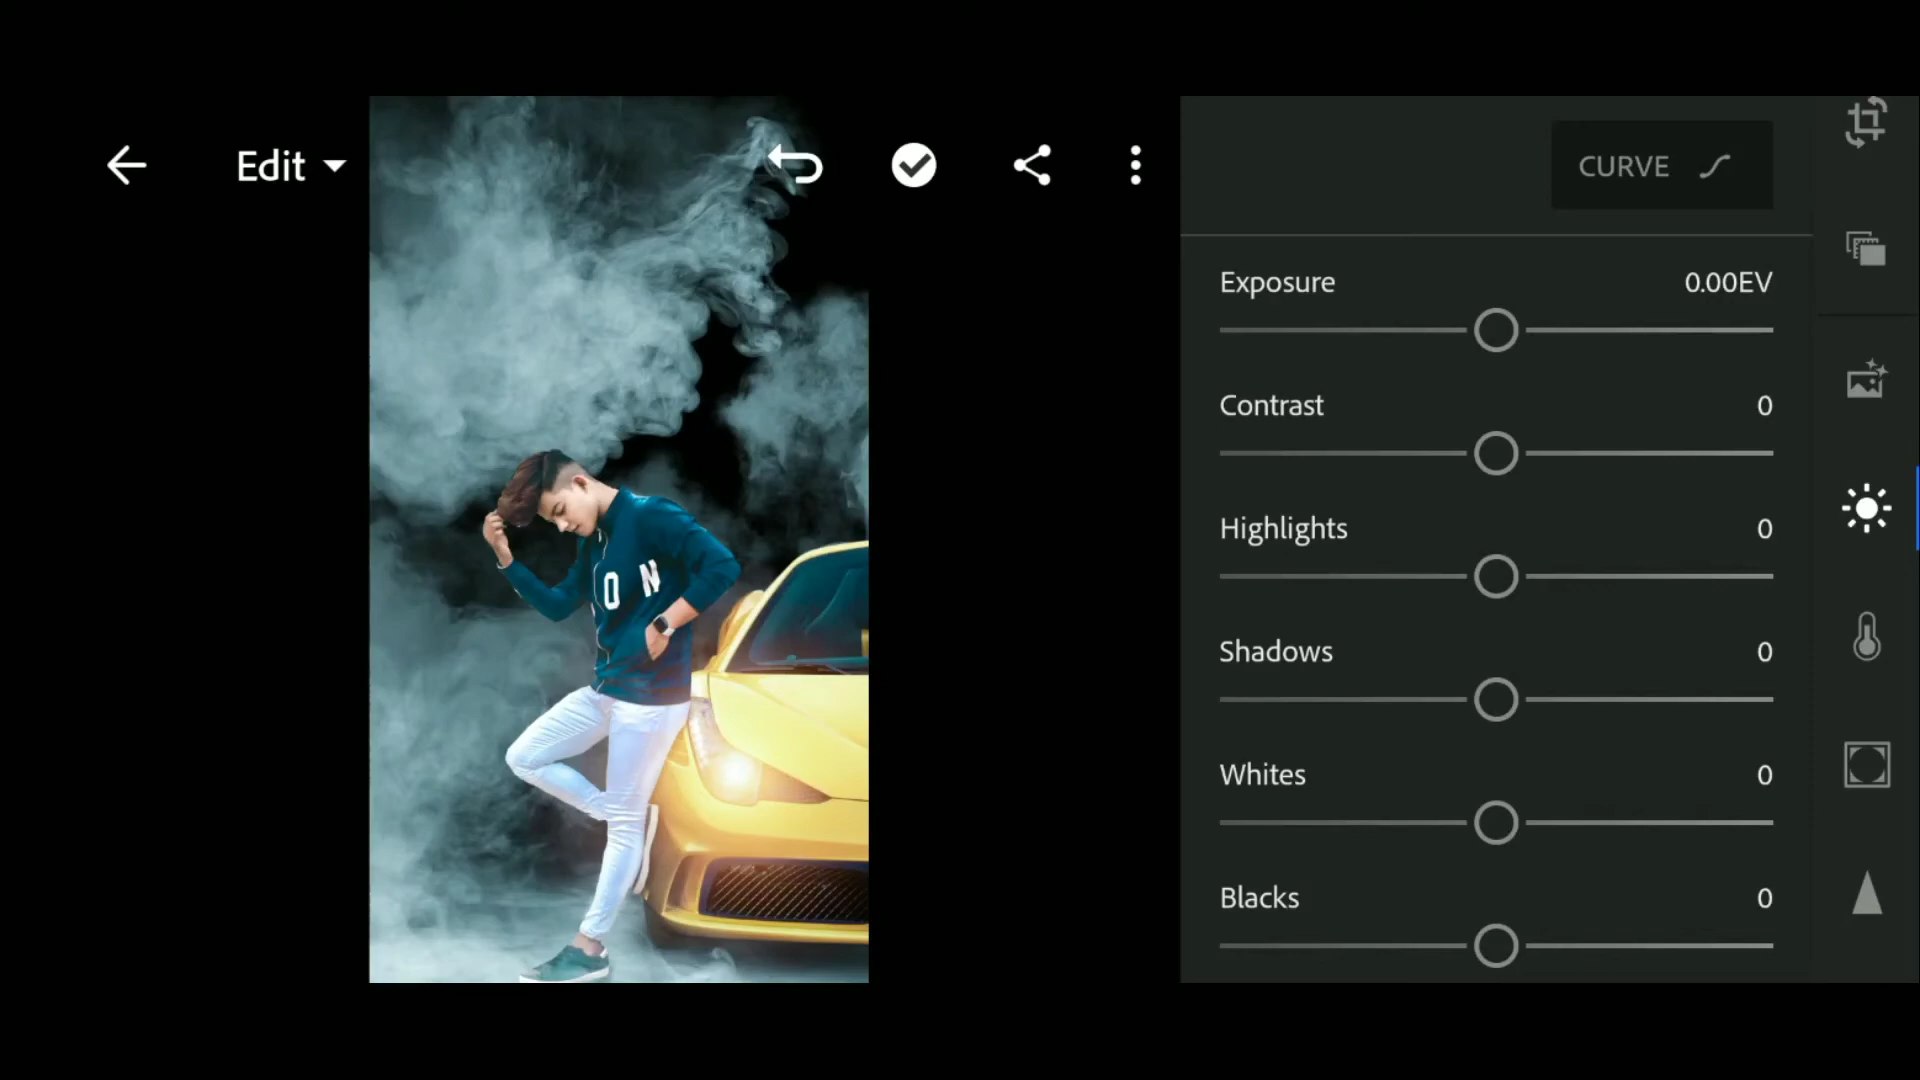 Edit
CURVE
Exposure 0.00EV
Contrast 0
Highlights 0
Shadows 0
Whites 0
Blacks 0
O N